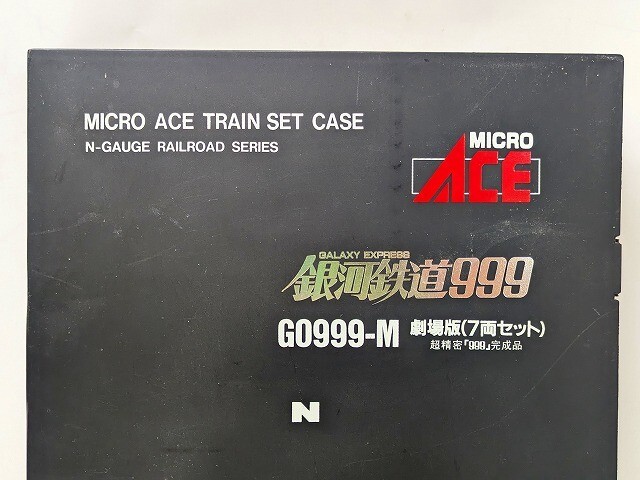 MICRO ACE TRAIN SET CASE
N-GAUGE RAILROAD SERIES
MICRO
ACE
GALAXY EXPRESS
銀河鉄道999
G0999-M 劇場版(7両セット)
超精密「999」完成品
N